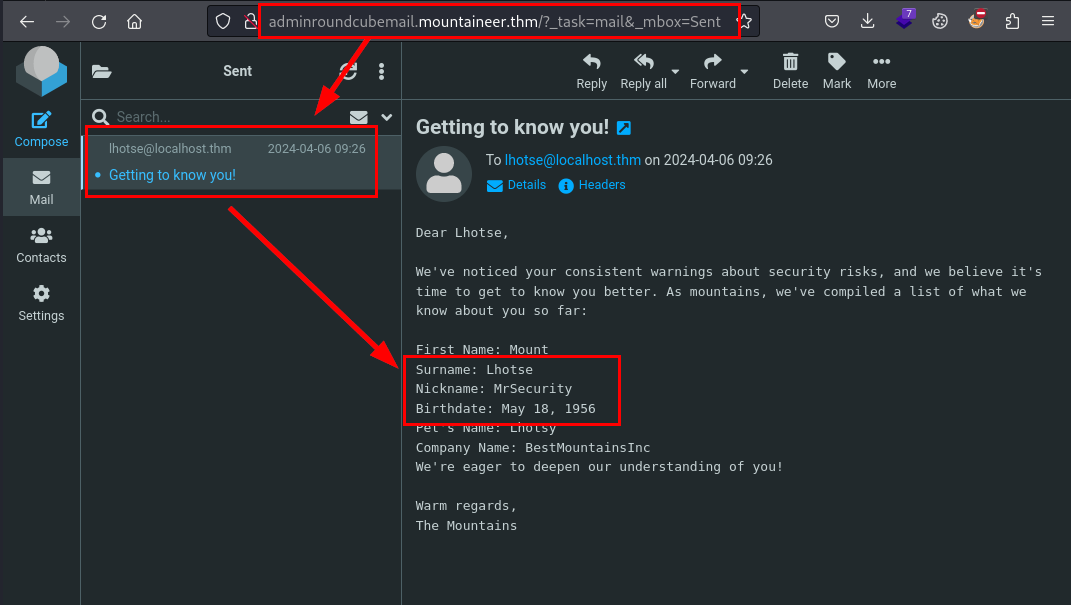 7
adminroundcubemail.mountaineer.thm/?_task=mail&_mbox=Sent
Sent
Reply
Reply all
Forward
Delete
Mark
More
Search...
Compose
lhotse@localhost.thm 2024-04-06 09:26
Getting to know you!
Mail
Contacts
Settings
Getting to know you!
To lhotse@localhost.thm on 2024-04-06 09:26
Details
Headers
Dear Lhotse,
We've noticed your consistent warnings about security risks, and we believe it's
time to get to know you better. As mountains, we've compiled a list of what we
know about you so far:
First Name: Mount
Surname: Lhotse
Nickname: MrSecurity
Birthdate: May 18, 1956
Pet's Name: Lhotsy
Company Name: BestMountainsInc
We're eager to deepen our understanding of you!
Warm regards,
The Mountains